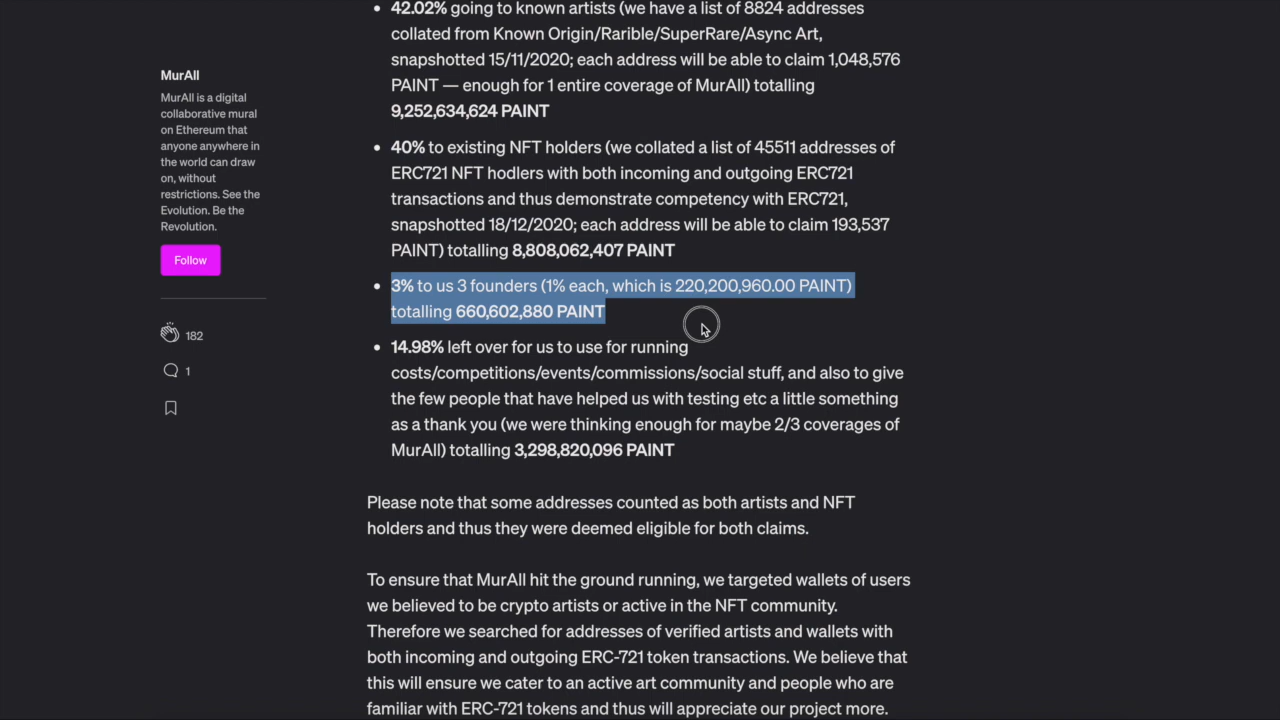 MurAll
MurAll is a digital
collaborative mural
on Ethereum that
anyone anywhere in
the world can draw
on, without
restrictions. See the
Evolution. Be the
Revolution.
Follow
182
1
42.02% going to known artists (we have a list of 8824 addresses
collated from Known Origin/Rarible/SuperRare/Async Art,
snapshotted 15/11/2020; each address will be able to claim 1,048,576
PAINT — enough for 1 entire coverage of MurAll) totalling
9,252,634,624 PAINT
40% to existing NFT holders (we collated a list of 45511 addresses of
ERC721 NFT hodlers with both incoming and outgoing ERC721
transactions and thus demonstrate competency with ERC721,
snapshotted 18/12/2020; each address will be able to claim 193,537
PAINT) totalling 8,808,062,407 PAINT
3% to us 3 founders (1% each, which is 220,200,960.00 PAINT)
totalling 660,602,880 PAINT
14.98% left over for us to use for running
costs/competitions/events/commissions/social stuff, and also to give
the few people that have helped us with testing etc a little something
as a thank you (we were thinking enough for maybe 2/3 coverages of
MurAll) totalling 3,298,820,096 PAINT
Please note that some addresses counted as both artists and NFT
holders and thus they were deemed eligible for both claims.
To ensure that MurAll hit the ground running, we targeted wallets of users
we believed to be crypto artists or active in the NFT community.
Therefore we searched for addresses of verified artists and wallets with
both incoming and outgoing ERC-721 token transactions. We believe that
this will ensure we cater to an active art community and people who are
familiar with ERC-721 tokens and thus will appreciate our project more.